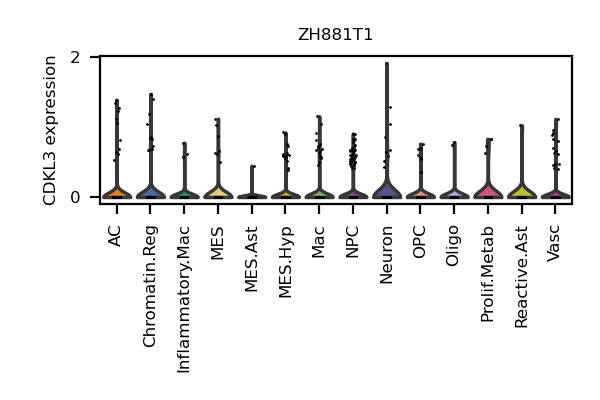 ZH881T1
CDKL3 expression
2
0
AC
Chromatin.Reg
Inflammatory.Mac
MES
MES.Ast
MES.Hyp
Mac
NPC
Neuron
OPC
Oligo
Prolif.Metab
Reactive.Ast
Vasc